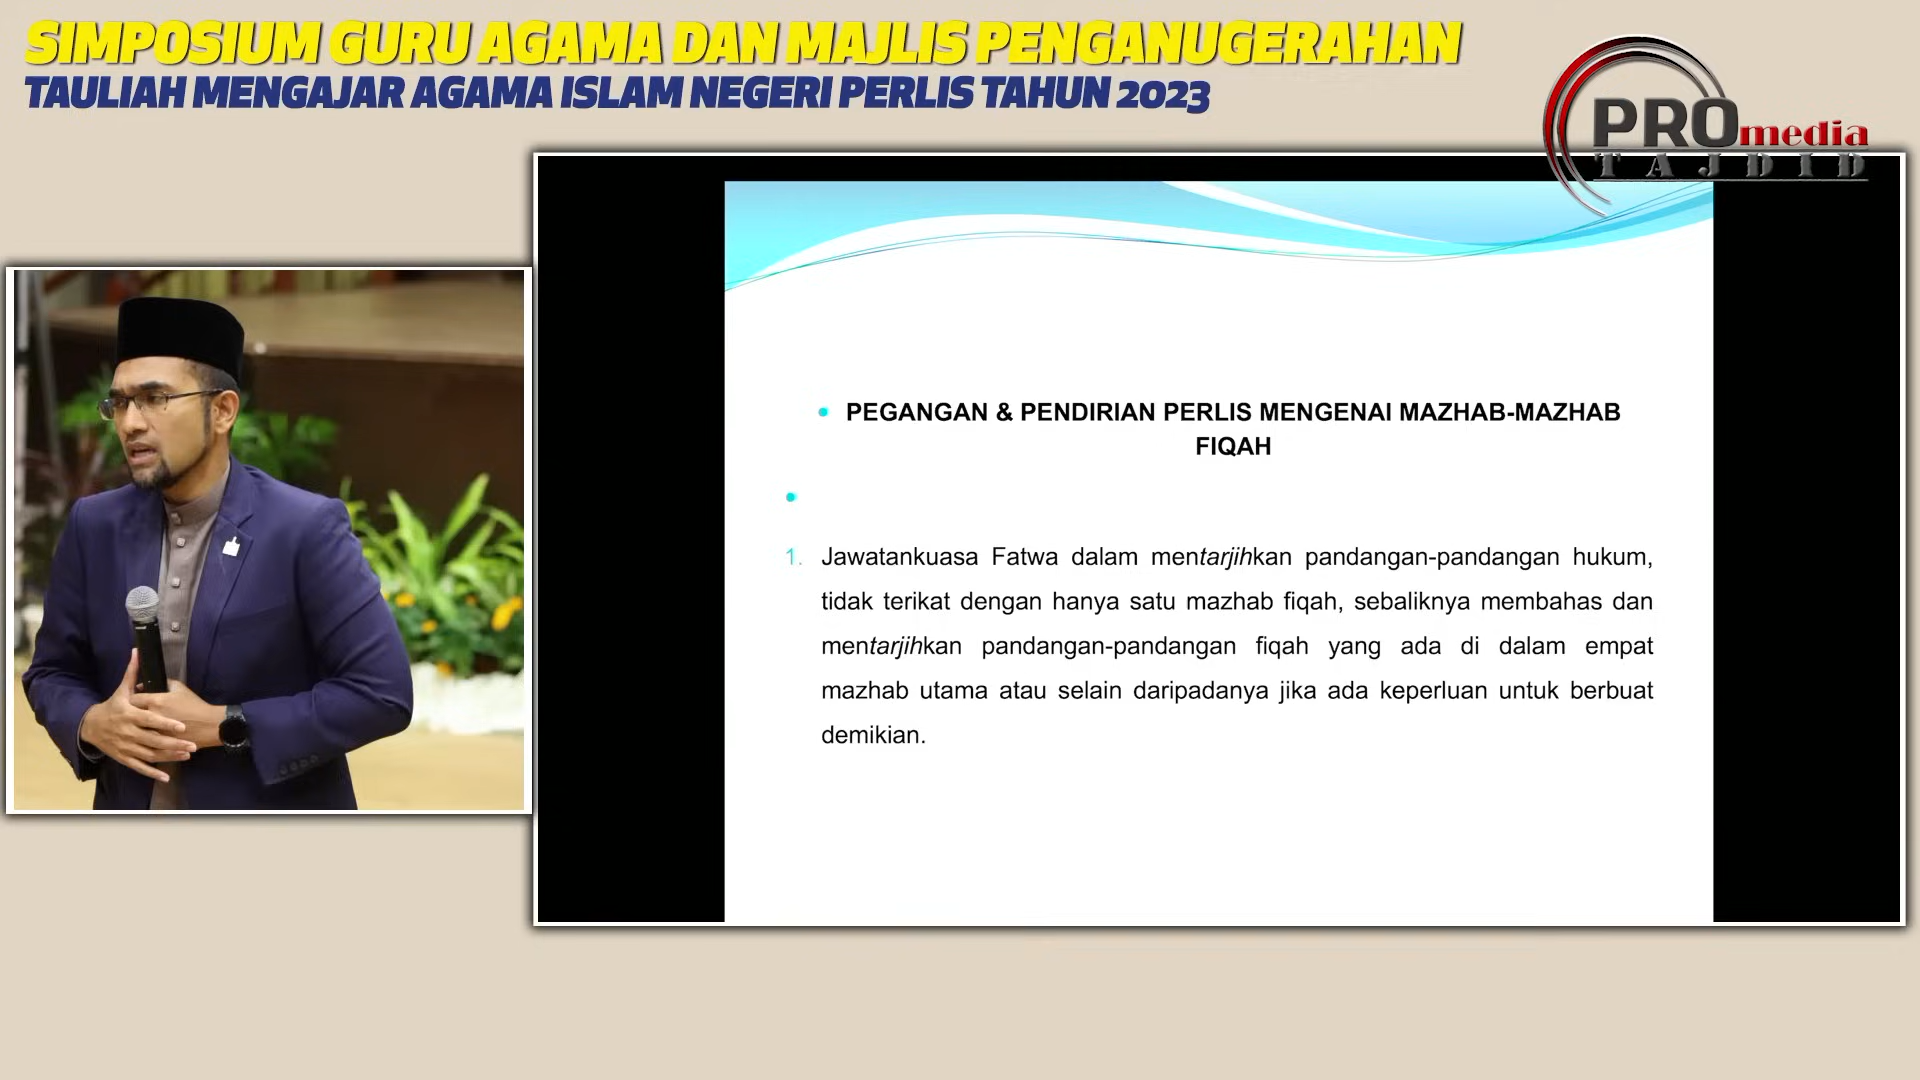 SIMPOSIUM GURU AGAMA DAN MAJLIS PENGANUGERAHAN
TAULIAH MENGAJAR AGAMA ISLAM NEGERI PERLIS TAHUN 2023
PROmedia
TAJDID
• PEGANGAN & PENDIRIAN PERLIS MENGENAI MAZHAB-MAZHAB
FIQAH
•
1. Jawatankuasa Fatwa dalam mentarjihkan pandangan-pandangan hukum,
tidak terikat dengan hanya satu mazhab fiqah, sebaliknya membahas dan
mentarjihkan pandangan-pandangan fiqah yang ada di dalam empat
mazhab utama atau selain daripadanya jika ada keperluan untuk berbuat
demikian.